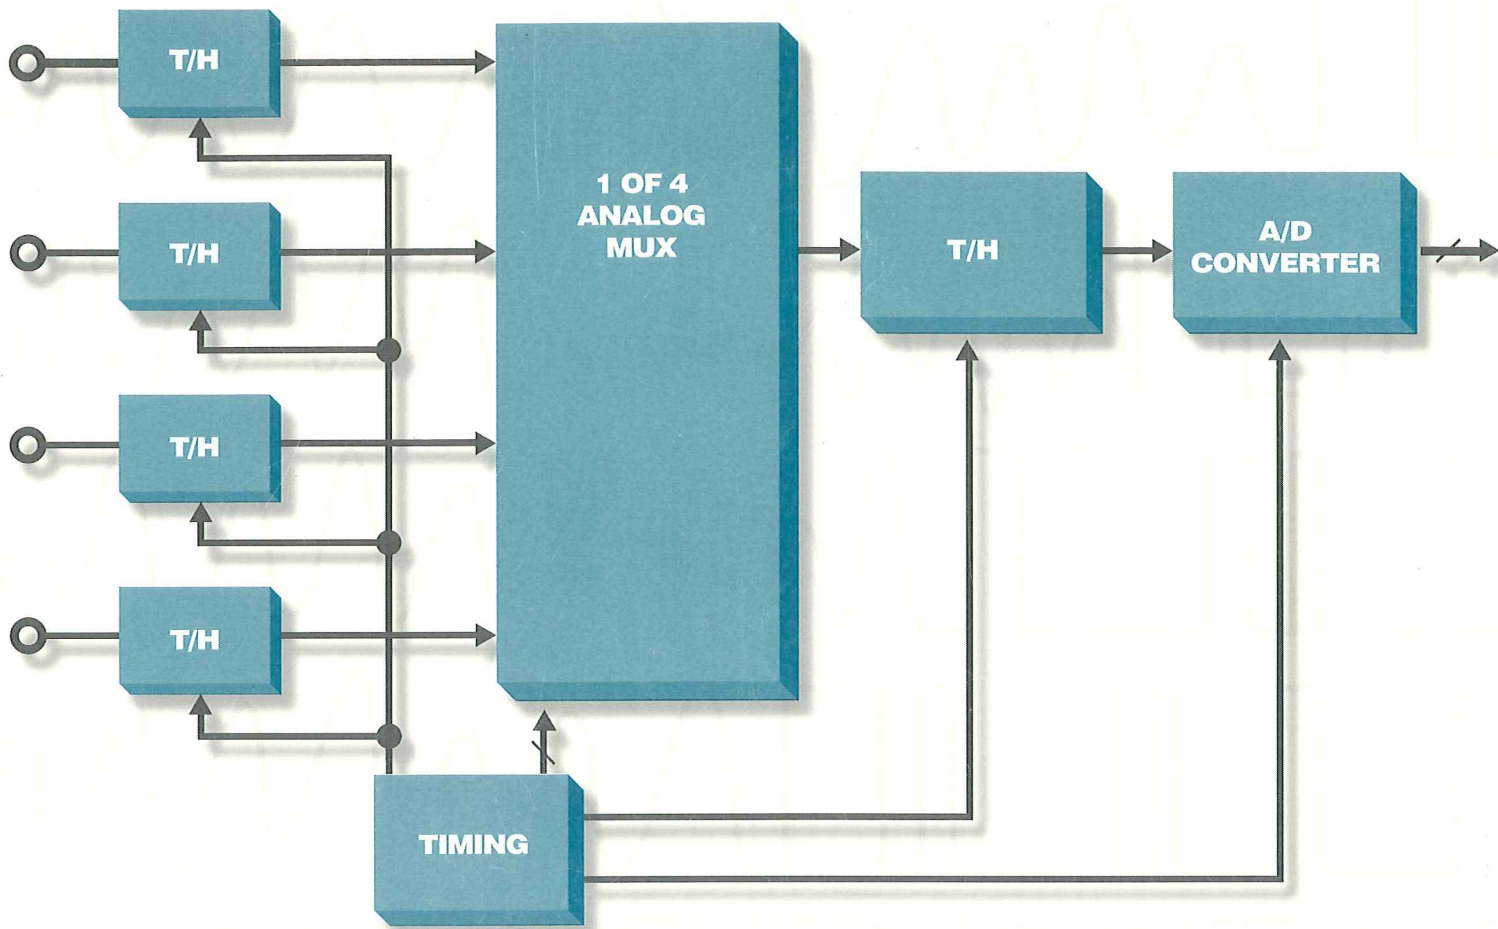 T/H
T/H
T/H
T/H
1 OF 4
ANALOG
MUX
T/H
A/D
CONVERTER
TIMING